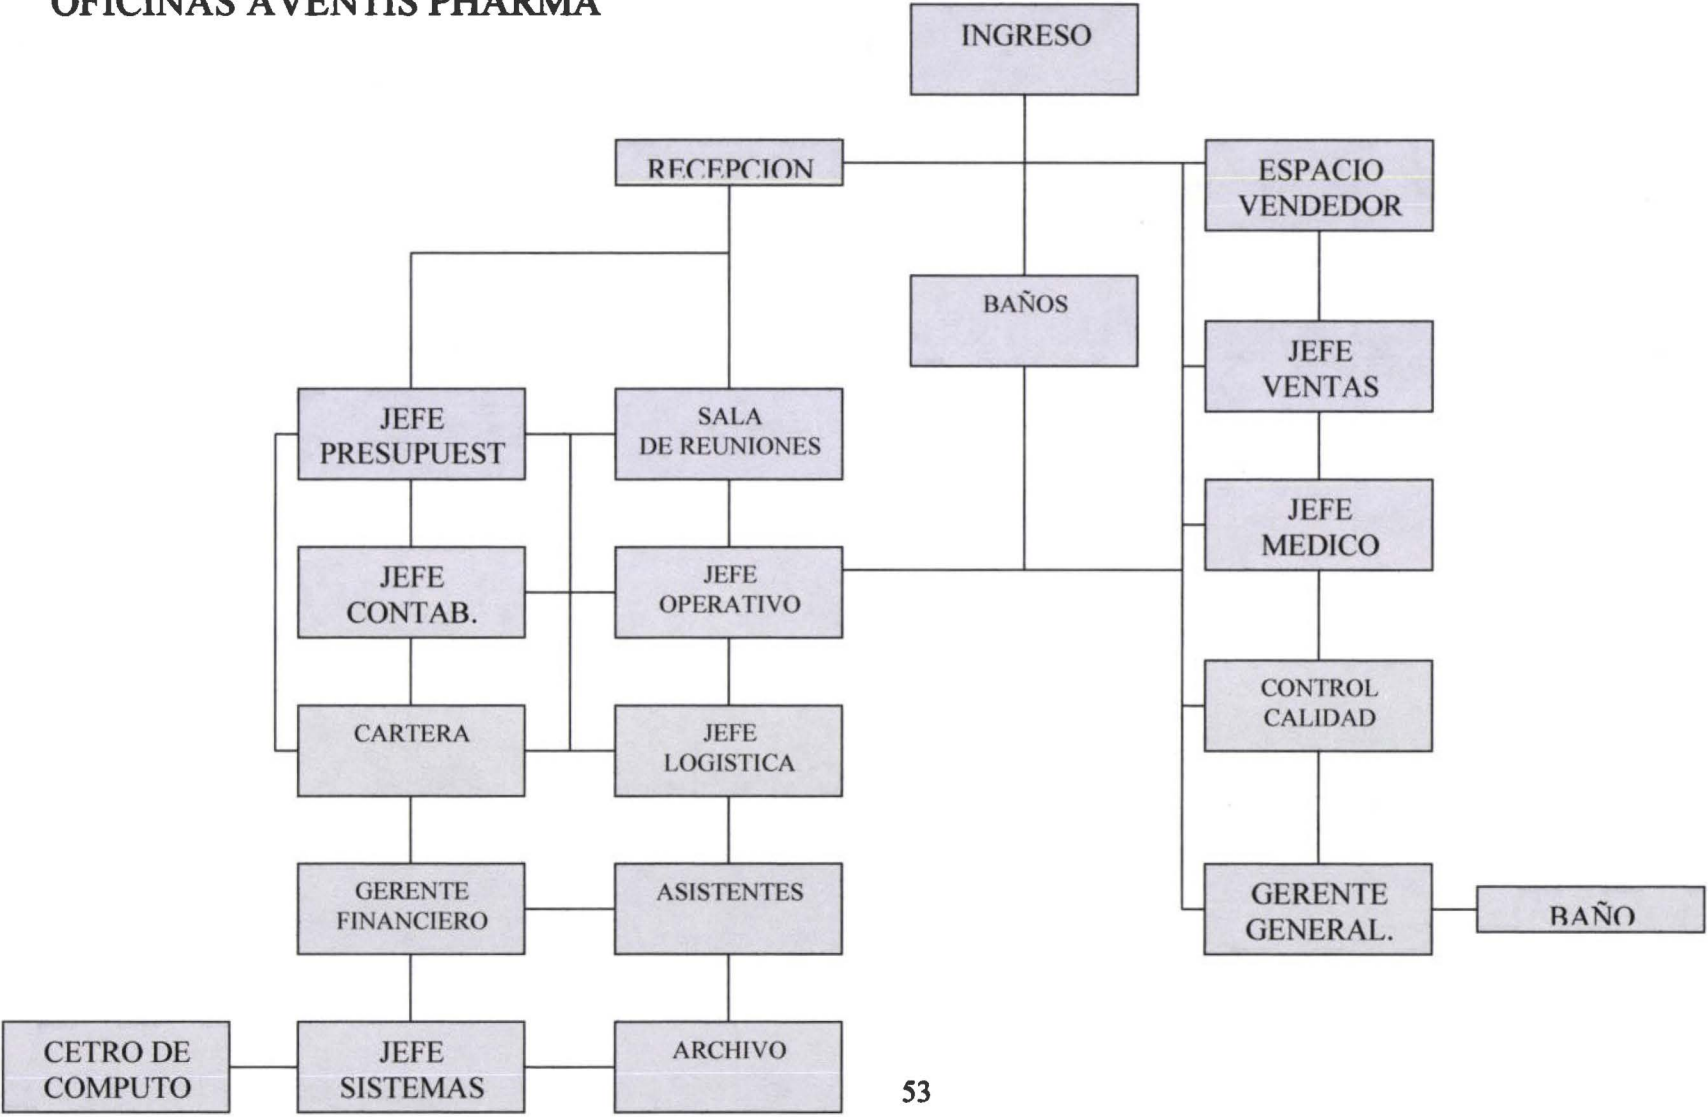 OFICINAS AVENTIS PHARMA
INGRESO
RECEPCION
ESPACIO
VENDEDOR
BAÑOS
JEFE
VENTAS
JEFE
PRESUPUEST
SALA
DE REUNIONES
JEFE
MEDICO
JEFE
CONTAB.
JEFE
OPERATIVO
CONTROL
CALIDAD
CARTERA
JEFE
LOGISTICA
GERENTE
FINANCIERO
ASISTENTES
GERENTE
GENERAL.
BAÑO
CETRO DE
COMPUTO
JEFE
SISTEMAS
ARCHIVO
53